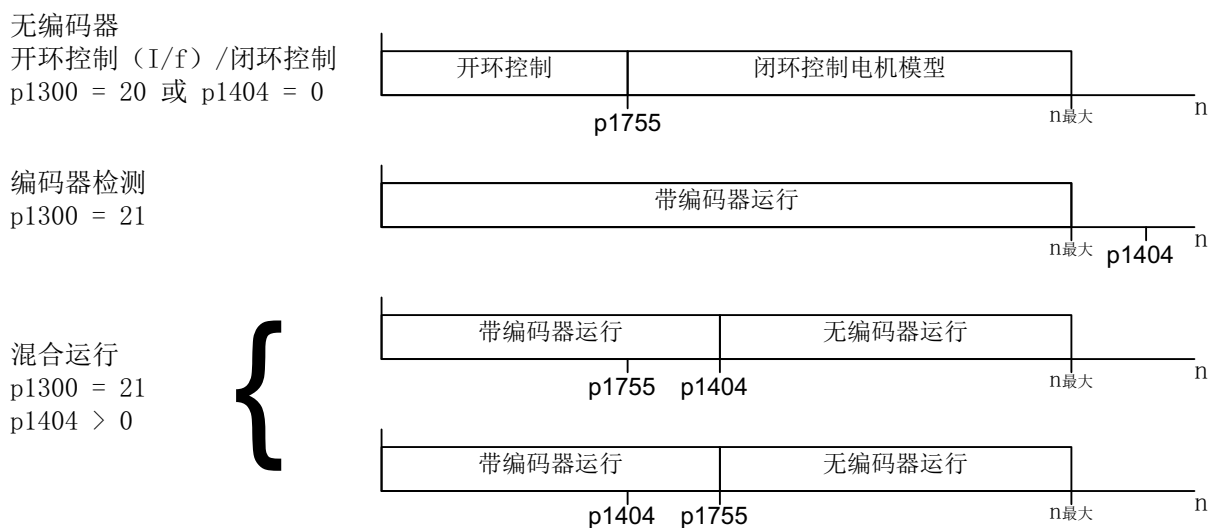 无编码器
开环控制（I/f）/闭环控制
p1300 = 20 或 p1404 = 0
开环控制
闭环控制电机模型
p1755
n最大
n
编码器检测
p1300 = 21
带编码器运行
n最大
p1404
n
混合运行
p1300 = 21
p1404 > 0
{
带编码器运行
无编码器运行
p1755
p1404
n最大
n
带编码器运行
无编码器运行
p1404
p1755
n最大
n